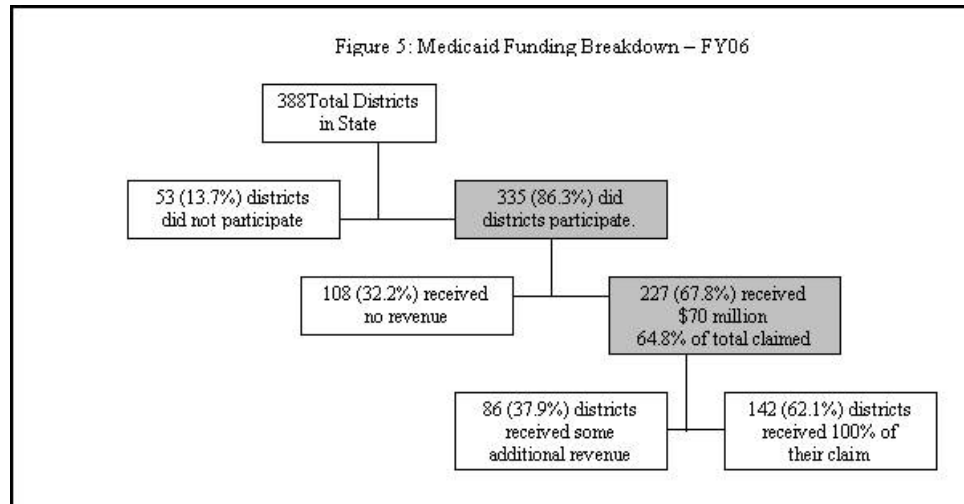 Figure 5: Medicaid Funding Breakdown – FY06
388Total Districts
in State
53 (13.7%) districts
did not participate
335 (86.3%) did
districts participate.
108 (32.2%) received
no revenue
227 (67.8%) received
$70 million
64.8% of total claimed
86 (37.9%) districts
received some
additional revenue
142 (62.1%) districts
received 100% of
their claim